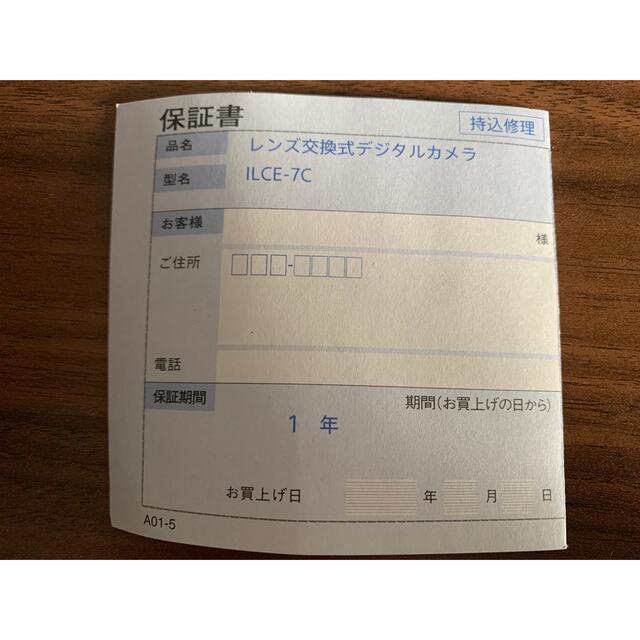 保証書 持込修理
品名 レンズ交換式デジタルカメラ
型名 ILCE-7C
お客様 様
ご住所 □□□-□□□□
電話
保証期間 期間(お買上げの日から)
1 年
お買上げ日 年 月 日
A01-5